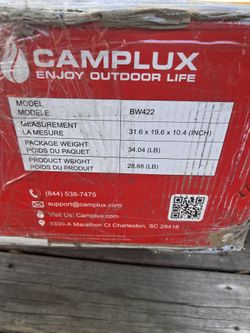 CAMPLUX
ENJOY OUTDOOR LIFE
MODEL
MODÈLE
BW422
MEASUREMENT
LA MESURE
31.6 x 19.6 x 10.4 (INCH)
PACKAGE WEIGHT
POIDS DU PAQUET
34.04 (LB)
PRODUCT WEIGHT
POIDS DU PRODUIT
28.88 (LB)
(844) 538-7475
support@camplux.com
Visit Us: Camplux.com
3330-A Marathon Ct Charleston, SC 29418